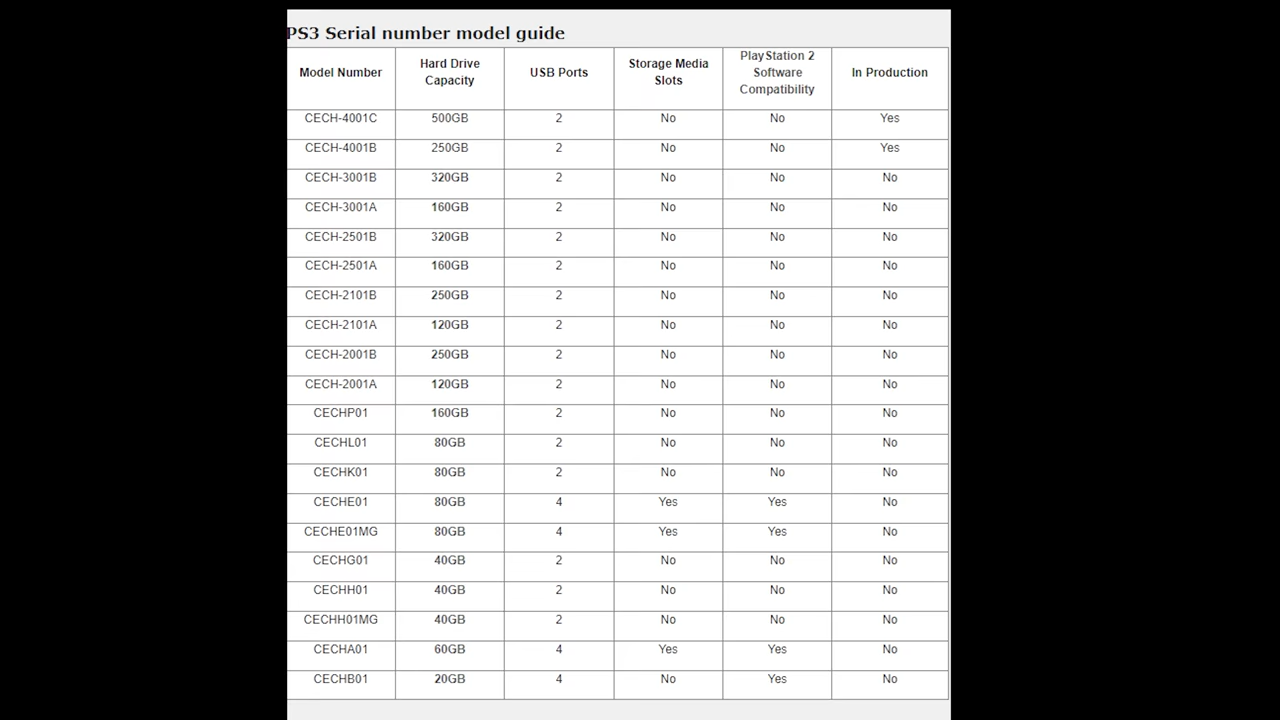 PS3 Serial number model guide
Model Number Hard Drive Capacity USB Ports Storage Media Slots PlayStation 2 Software Compatibility In Production
CECH-4001C 500GB 2 No No Yes
CECH-4001B 250GB 2 No No Yes
CECH-3001B 320GB 2 No No No
CECH-3001A 160GB 2 No No No
CECH-2501B 320GB 2 No No No
CECH-2501A 160GB 2 No No No
CECH-2101B 250GB 2 No No No
CECH-2101A 120GB 2 No No No
CECH-2001B 250GB 2 No No No
CECH-2001A 120GB 2 No No No
CECHP01 160GB 2 No No No
CECHL01 80GB 2 No No No
CECHK01 80GB 2 No No No
CECHE01 80GB 4 Yes Yes No
CECHE01MG 80GB 4 Yes Yes No
CECHG01 40GB 2 No No No
CECHH01 40GB 2 No No No
CECHH01MG 40GB 2 No No No
CECHA01 60GB 4 Yes Yes No
CECHB01 20GB 4 No Yes No